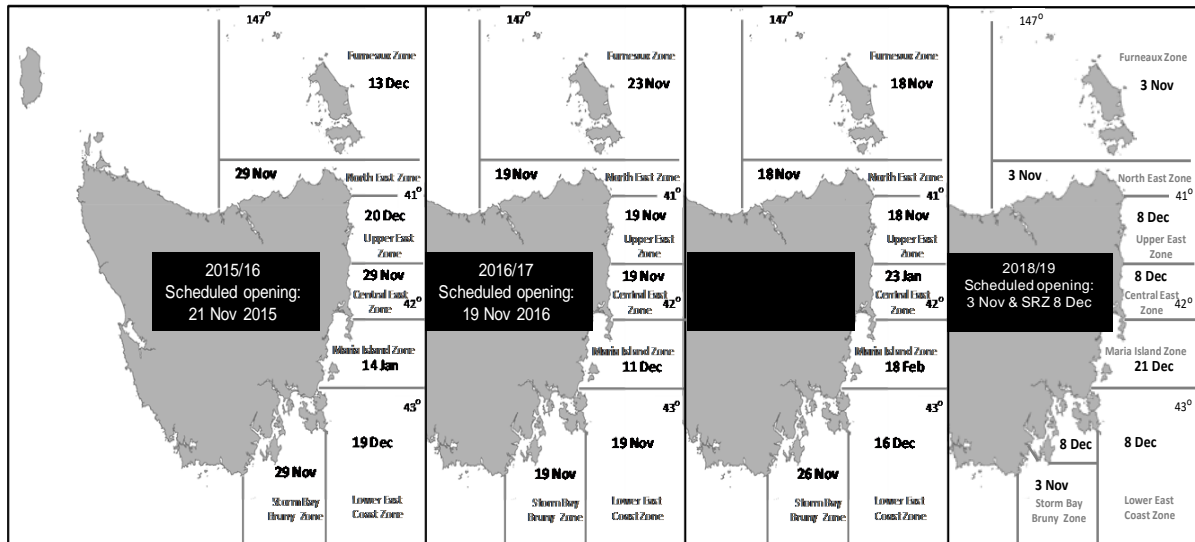 147°
Furneaux Zone
13 Dec
29 Nov
North East Zone
41°
20 Dec
Upper East
Zone
29 Nov
Central East
Zone
42°
2015/16
Scheduled opening:
21 Nov 2015
Maria Island Zone
14 Jan
43°
19 Dec
29 Nov
Storm Bay
Bruny Zone
Lower East
Coast Zone
147°
Furneaux Zone
23 Nov
19 Nov
North East Zone
41°
19 Nov
Upper East
Zone
19 Nov
Central East
Zone
42°
2016/17
Scheduled opening:
19 Nov 2016
Maria Island Zone
11 Dec
43°
19 Nov
19 Nov
Storm Bay
Bruny Zone
Lower East
Coast Zone
147°
Furneaux Zone
18 Nov
18 Nov
North East Zone
41°
18 Nov
Upper East
Zone
23 Jan
Central East
Zone
42°
Maria Island Zone
18 Feb
43°
16 Dec
26 Nov
Storm Bay
Bruny Zone
Lower East
Coast Zone
147°
Furneaux Zone
3 Nov
3 Nov
North East Zone
41°
8 Dec
Upper East
Zone
8 Dec
Central East
Zone
42°
2018/19
Scheduled opening:
3 Nov & SRZ 8 Dec
Maria Island Zone
21 Dec
43°
8 Dec
8 Dec
3 Nov
Storm Bay
Bruny Zone
Lower East
Coast Zone